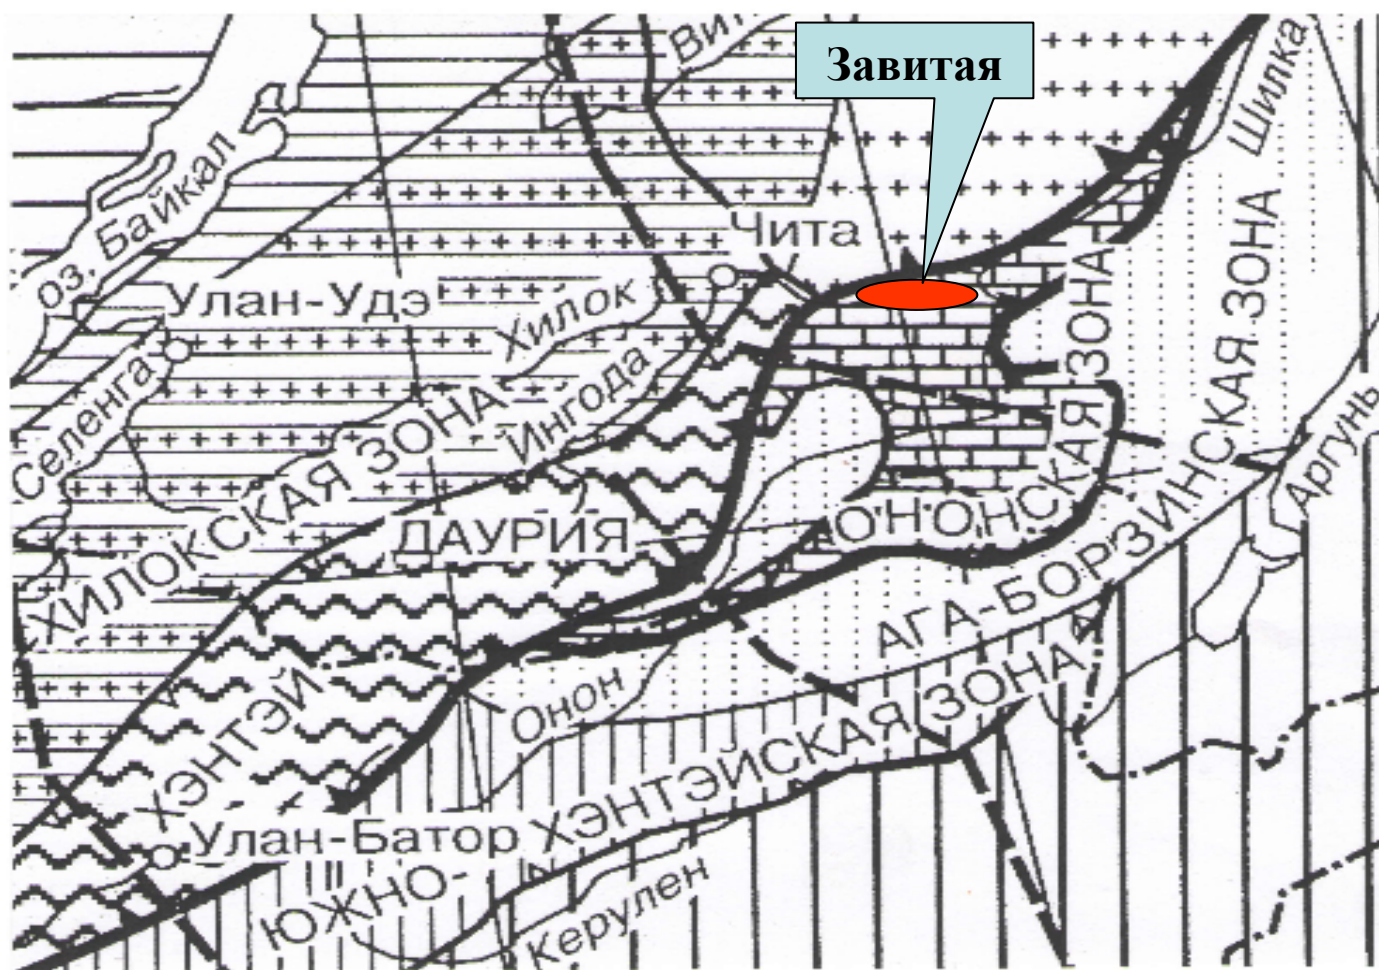 Вит
Завитая
Шилка
оз. Байкал
Чита
Улан-Удэ
Хилок
Ингода
Селенга
ХИЛОКСКАЯ ЗОНА
ОНОНСКАЯ ЗОНА
АГА-БОРЗИНСКАЯ ЗОНА
Аргунь
ДАУРИЯ
ХЭНТЭЙ
Онон
Улан-Батор
ЮЖНО-ХЭНТЭЙСКАЯ ЗОНА
Керулен